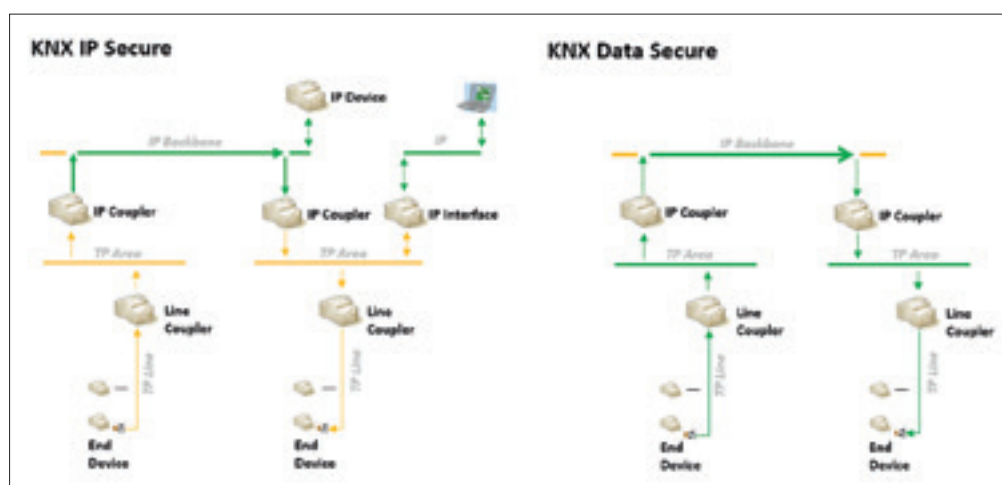 KNX IP Secure
IP Device
IP Backbone
IP
IP Coupler
IP Coupler
IP Interface
TP Area
TP Area
Line
Coupler
Line
Coupler
TP Line
TP Line
End
Device
End
Device
KNX Data Secure
IP Backbone
IP Coupler
IP Coupler
TP Area
TP Area
Line
Coupler
Line
Coupler
TP Line
TP Line
End
Device
End
Device